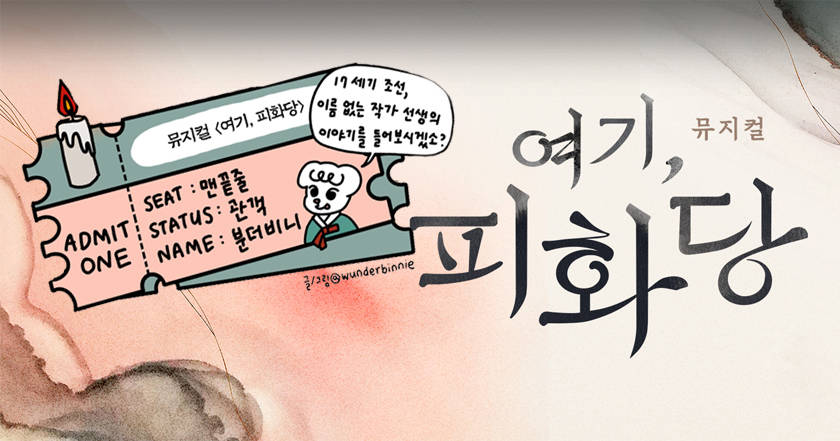 뮤지컬 <여기, 피화당>
17세기 조선,
이름 없는 작가 선생의
이야기를 들어보시겠소?
ADMIT
ONE
SEAT : 맨끝줄
STATUS : 관객
NAME : 분더비니
글/그림@wunderbinnie
여기,
뮤지컬
피화당